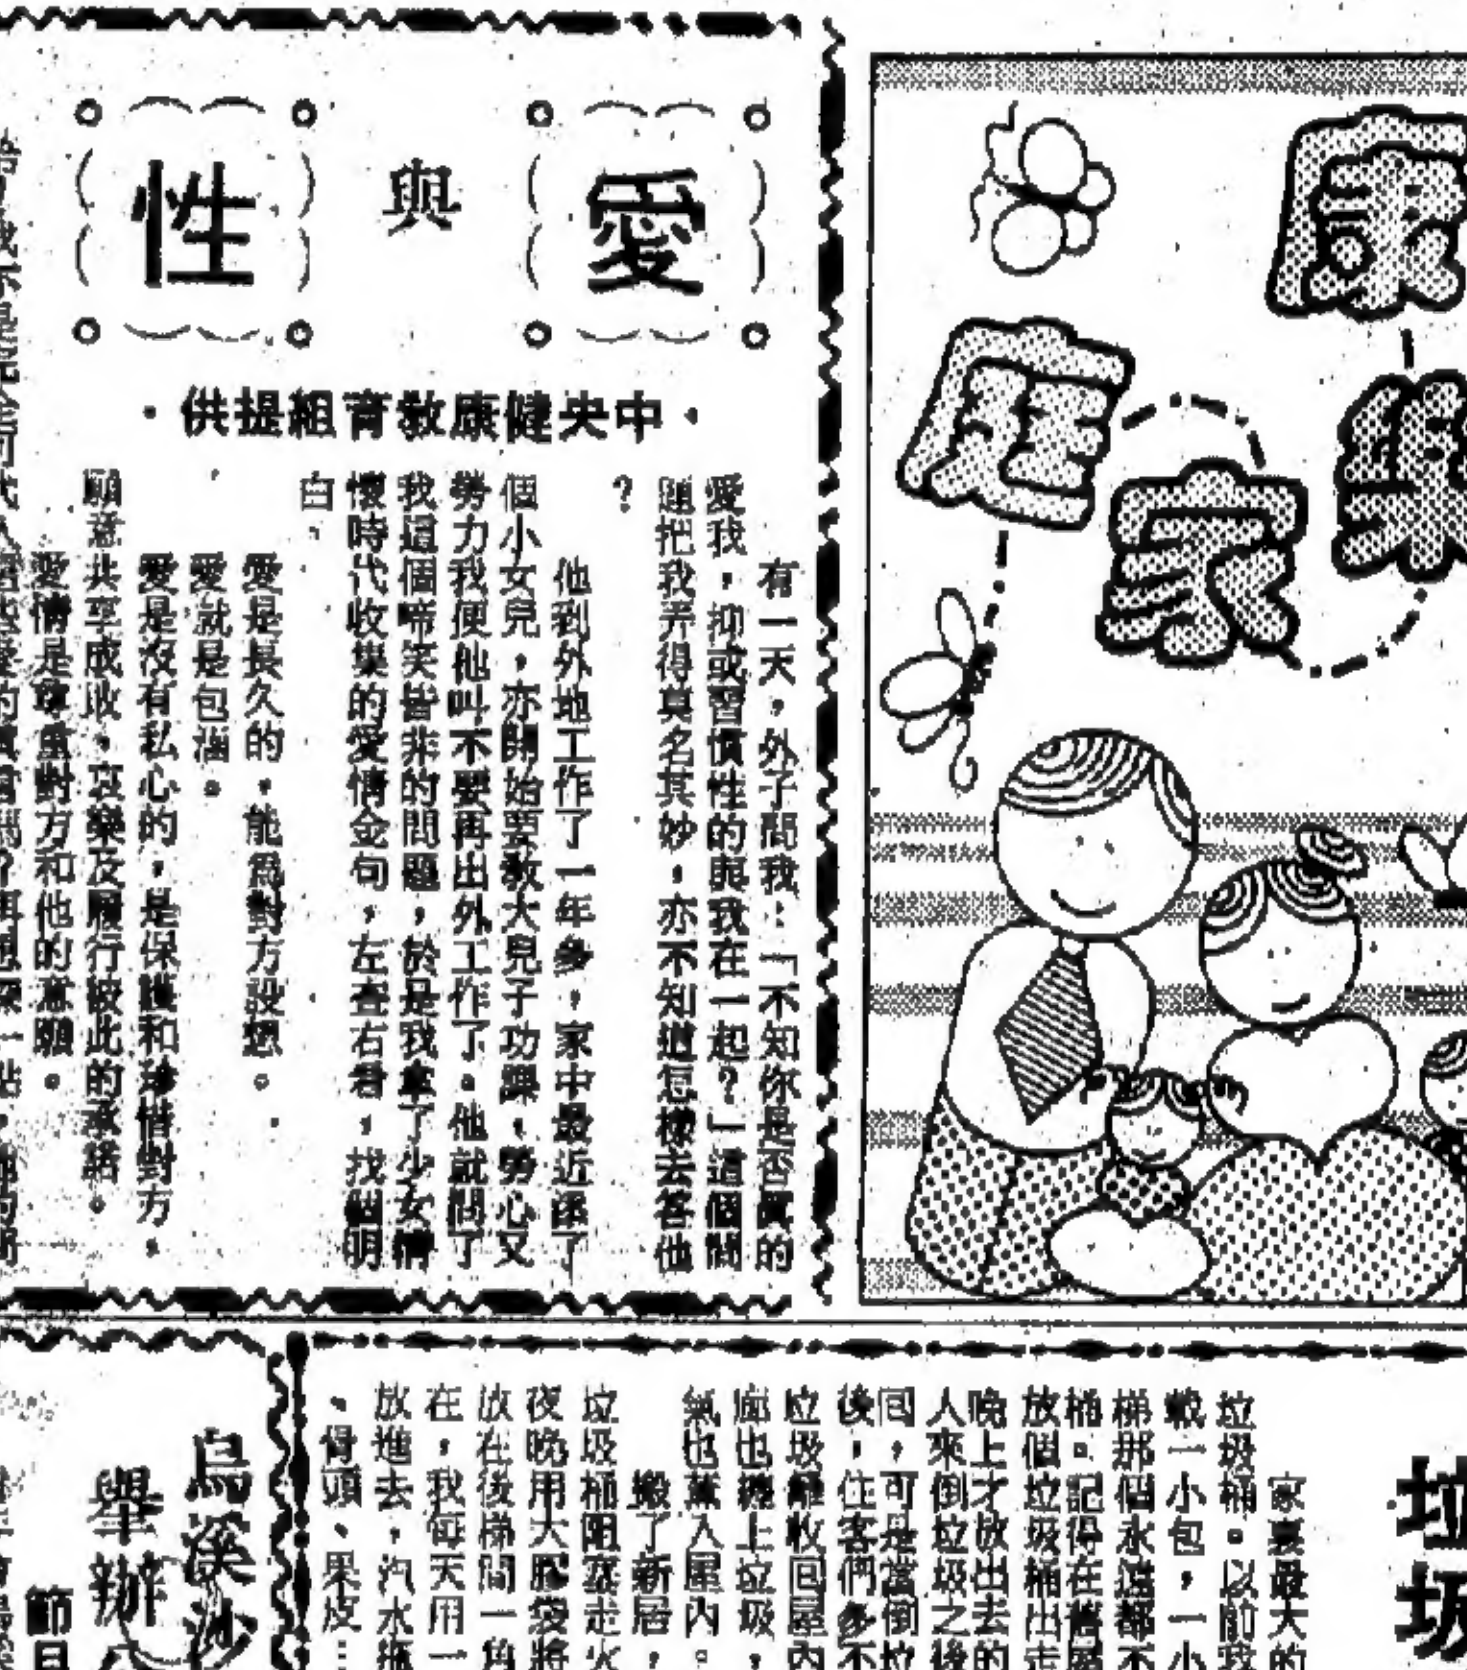 康樂家庭
愛與性
•中央健康教育組提供•
有一天，外子問我：「不知你是否真的
愛我，抑或習慣性的與我在一起？」這個問
題把我弄得莫名其妙，亦不知道怎樣去答他
？
他到外地工作了一年多，家中最近添了
個小女兒，亦開始要教大兒子功課，勞心又
勞力我便他叫不要再出外工作了。他就問了
我這個啼笑皆非的問題，於是我拿了少女情
懷時代收集的愛情金句，左查右看，找個明
白。
愛是長久的，能爲對方設想。
愛就是包涵。
愛是沒有私心的，是保護和珍惜對方，
願意共享成敗、哀樂及履行彼此的承諾。
愛情是尊重對方和他的意願。
垃圾
家裏最大的
垃圾桶。以前我
戟一小包，一小
梯那個永遠都不
桶。記得在舊屋
放個垃圾桶出走
晚上才放出去的
人來倒垃圾之後
回，可是當倒垃
後，住客們多不
垃圾籮收回屋內
廊也攤上垃圾，
氣也薰入屋內。
搬了新居，
垃圾桶阻塞走火
夜晚用大膠袋將
放在後梯間一角
在，我每天用一
放進去，汽水瓶
、骨頭、果皮…
烏溪沙
舉辦
節目